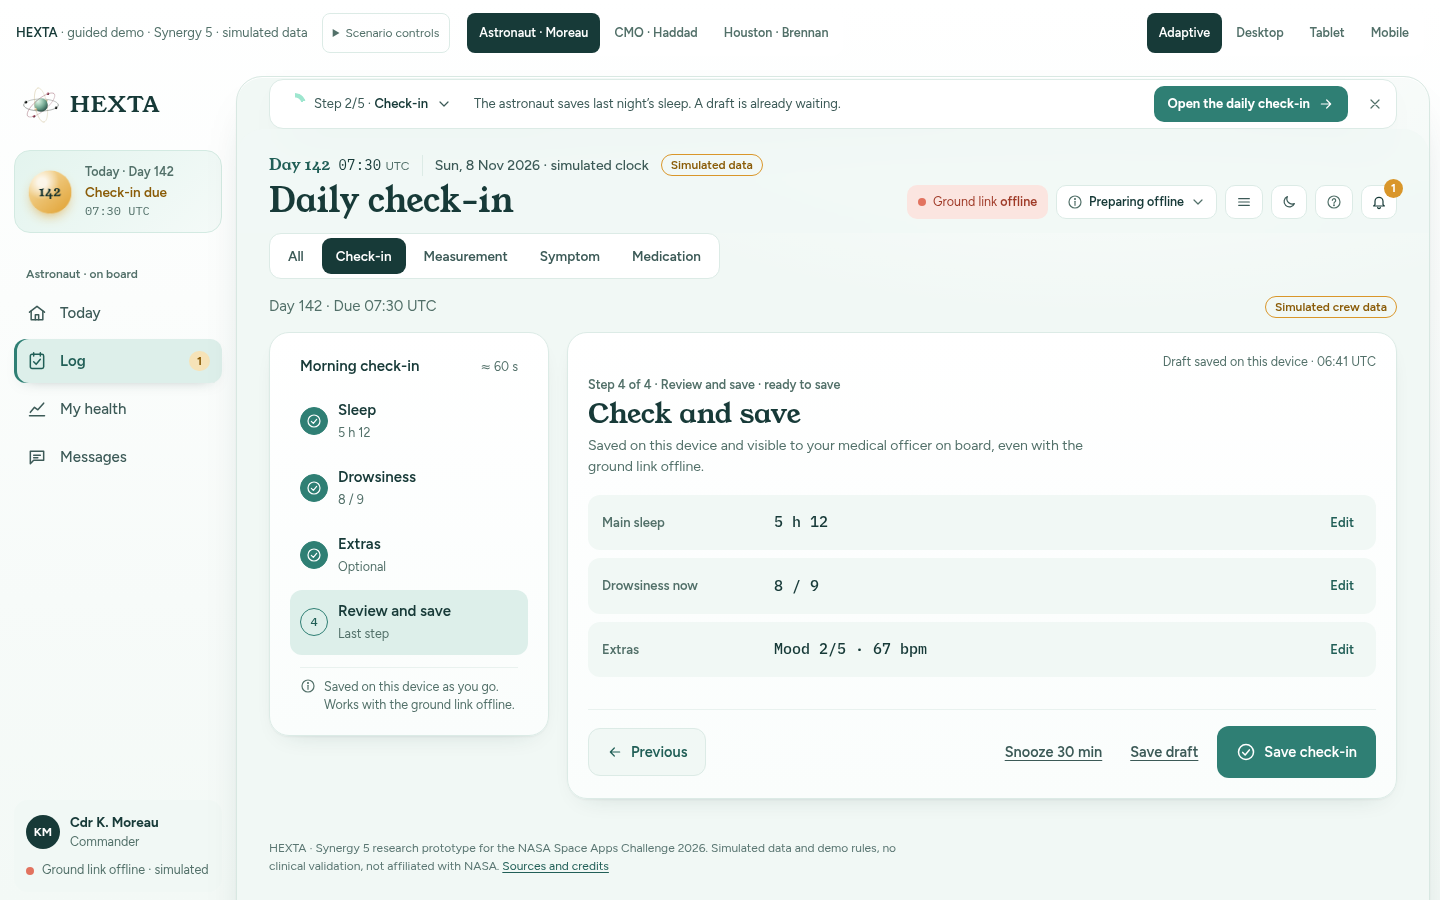 HEXTA · guided demo · Synergy 5 · simulated data
Scenario controls
Astronaut · Moreau
CMO · Haddad
Houston · Brennan
Adaptive
Desktop
Tablet
Mobile
HEXTA
142
Today · Day 142
Check-in due
07:30 UTC
Astronaut · on board
Today
Log
1
My health
Messages
KM
Cdr K. Moreau
Commander
Ground link offline · simulated
Step 2/5 · Check-in
The astronaut saves last night’s sleep. A draft is already waiting.
Open the daily check-in
Day 142 07:30 UTC
Sun, 8 Nov 2026 · simulated clock
Simulated data
Daily check-in
Ground link offline
Preparing offline
1
All
Check-in
Measurement
Symptom
Medication
Day 142 · Due 07:30 UTC
Simulated crew data
Morning check-in
≈ 60 s
Sleep
5 h 12
Drowsiness
8 / 9
Extras
Optional
4
Review and save
Last step
Saved on this device as you go.
Works with the ground link offline.
Draft saved on this device · 06:41 UTC
Step 4 of 4 · Review and save · ready to save
Check and save
Saved on this device and visible to your medical officer on board, even with the
ground link offline.
Main sleep
5 h 12
Edit
Drowsiness now
8 / 9
Edit
Extras
Mood 2/5 · 67 bpm
Edit
Previous
Snooze 30 min
Save draft
Save check-in
HEXTA · Synergy 5 research prototype for the NASA Space Apps Challenge 2026. Simulated data and demo rules, no
clinical validation, not affiliated with NASA. Sources and credits